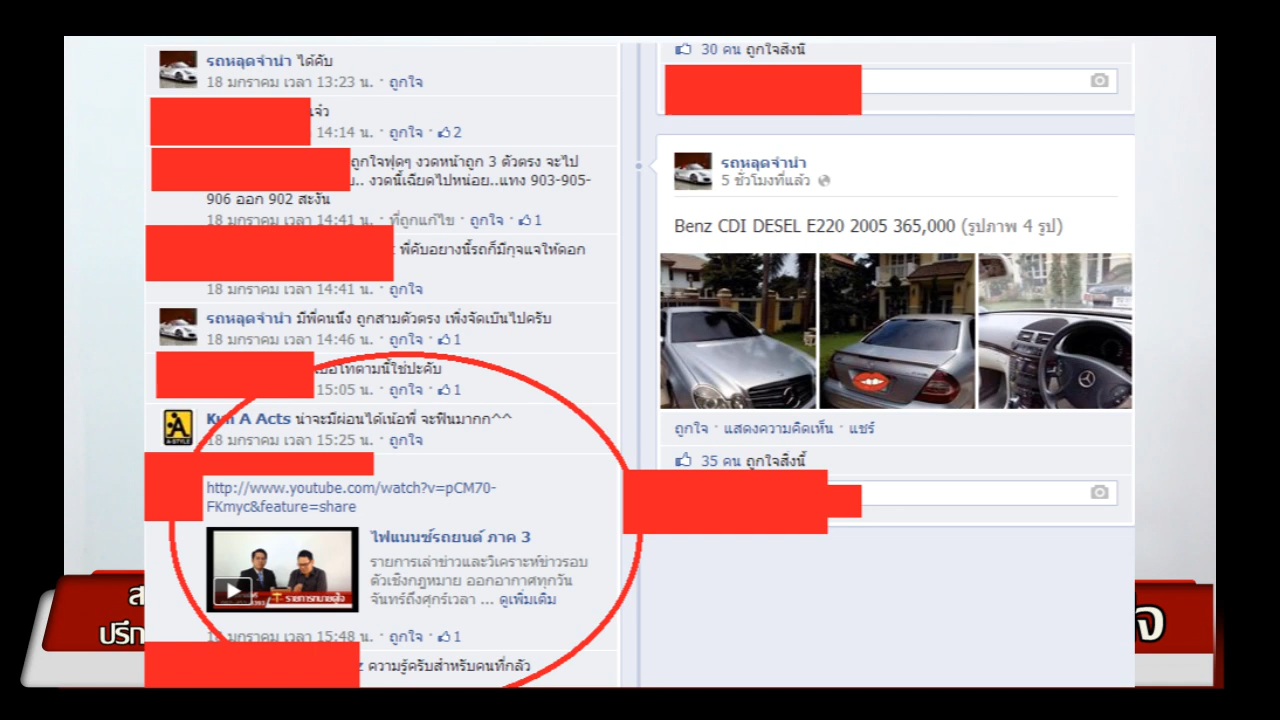 รถหลุดจำนำ ได้คับ
18 มกราคม เวลา 13:23 น. · ถูกใจ
แจ๋ว
14:14 น. · ถูกใจ · 2
ถูกใจฟุดๆ งวดหน้าถูก 3 ตัวตรง จะไป
.. งวดนี้เฉียดไปหน่อย..แทง 903-905-
906 ออก 902 สะงั้น
18 มกราคม เวลา 14:41 น. · ที่ถูกแก้ไข · ถูกใจ · 1
พี่คับอยางนี้รถก็มีกุจแจให้ดอก
18 มกราคม เวลา 14:41 น. · ถูกใจ
รถหลุดจำนำ มีพี่คนนึง ถูกสามตัวตรง เพิ่งจัดเบ๊นไปครับ
18 มกราคม เวลา 14:46 น. · ถูกใจ · 1
เบอโทตามนี้ใช่ปะคับ
15:05 น. · ถูกใจ · 1
Kun A Acts น่าจะมีผ่อนได้เน้อพี่ จะฟินมากก^^
18 มกราคม เวลา 15:25 น. · ถูกใจ
http://www.youtube.com/watch?v=pCM70-
FKmyc&feature=share
ไฟแนนซ์รถยนต์ ภาค 3
รายการเล่าข่าวและวิเคราะห์ข่าวรอบ
ตัวเชิงกฎหมาย ออกอากาศทุกวัน
จันทร์ถึงศุกร์เวลา ... ดูเพิ่มเติม
รายการทนายคู่ใจ
18 มกราคม เวลา 15:48 น. · ถูกใจ · 1
ความรู้ครับสำหรับคนที่กลัว
30 คน ถูกใจสิ่งนี้
รถหลุดจำนำ
5 ชั่วโมงที่แล้ว
Benz CDI DESEL E220 2005 365,000 (รูปภาพ 4 รูป)
ถูกใจ · แสดงความคิดเห็น · แชร์
35 คน ถูกใจสิ่งนี้
ส
ปรึก
ใจ